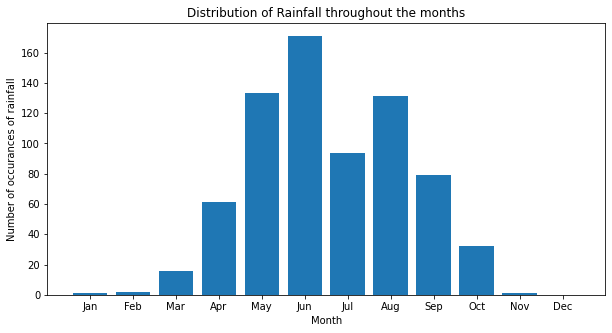 Distribution of Rainfall throughout the months
Number of occurances of rainfall
160
140
120
100
80
60
40
20
0
Jan Feb Mar Apr May Jun Jul Aug Sep Oct Nov Dec
Month